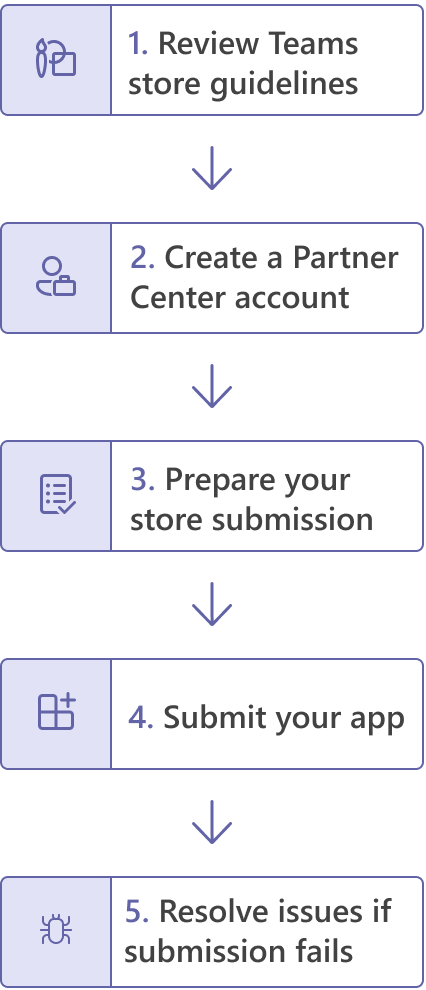 1. Review Teams
store guidelines
2. Create a Partner
Center account
3. Prepare your
store submission
4. Submit your app
5. Resolve issues if
submission fails